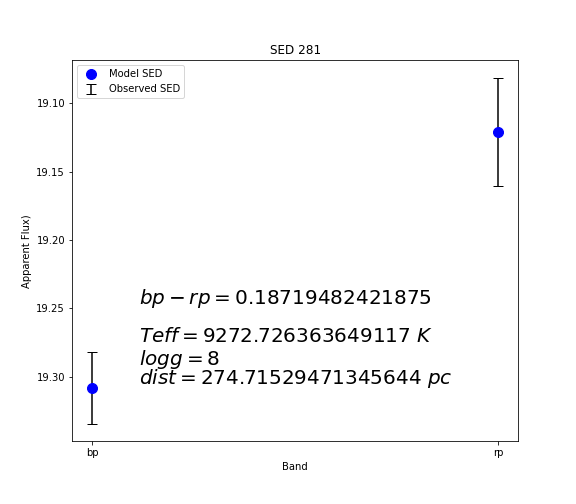 SED 281
Model SED
Observed SED
19.10
19.15
19.20
19.25
19.30
Apparent Flux)
bp − rp = 0.18719482421875
Teff = 9272.726363649117 K
logg = 8
dist = 274.71529471345644 pc
bp
rp
Band